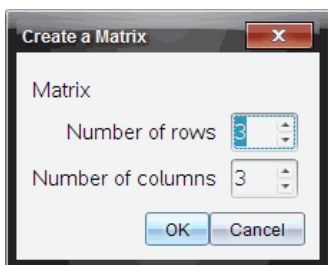 Create a Matrix
Matrix
Number of rows 3
Number of columns 3
OK Cancel